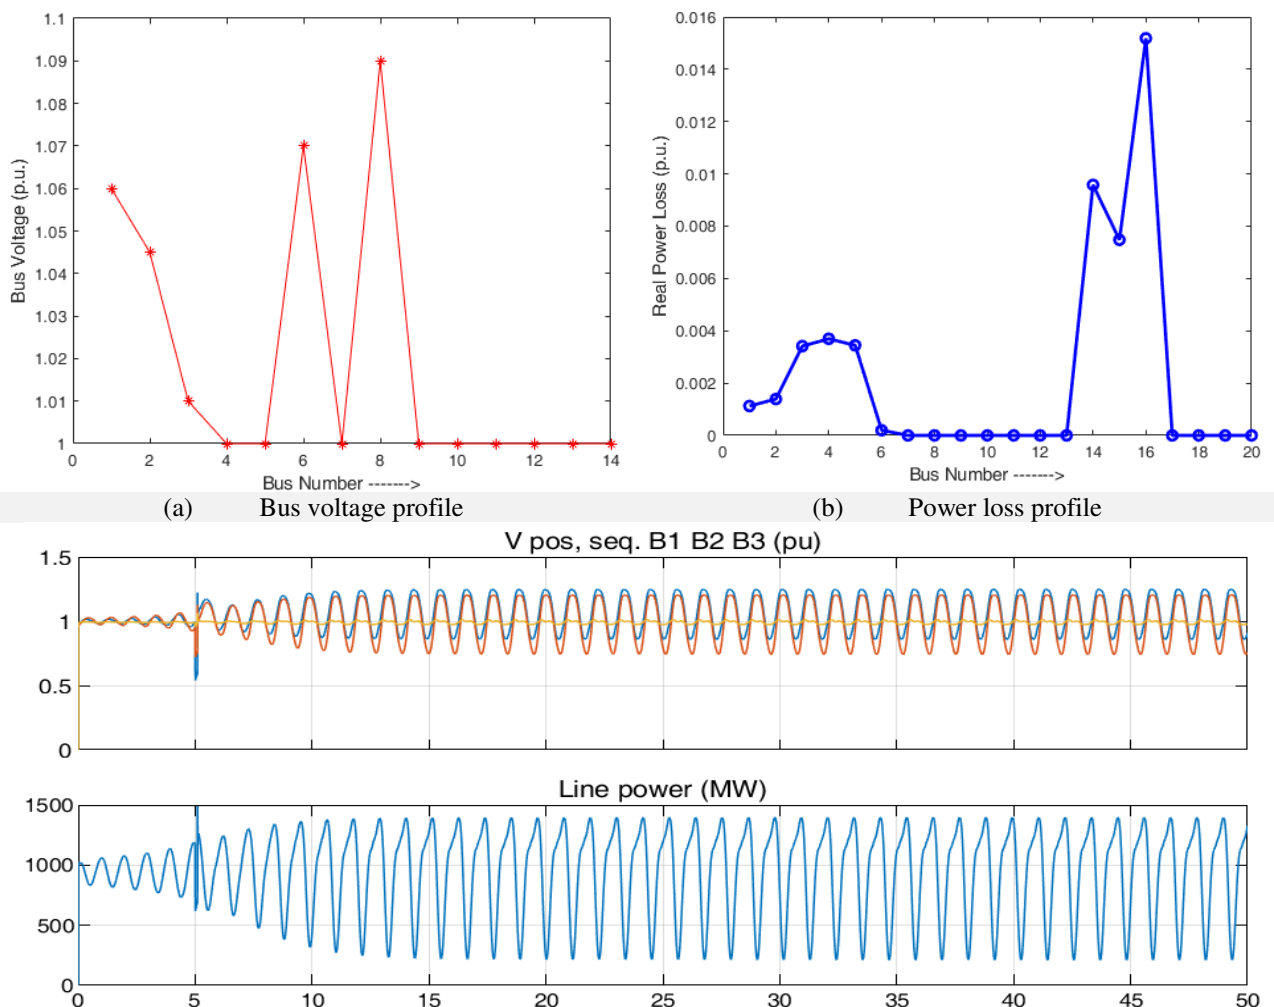 1.1
1.09
1.08
1.07
1.06
1.05
1.04
1.03
1.02
1.01
1
Bus Voltage (p.u.)
0 2 4 6 8 10 12 14
Bus Number ------->
0.016
0.014
0.012
0.01
0.008
0.006
0.004
0.002
0
Real Power Loss (p.u.)
0 2 4 6 8 10 12 14 16 18 20
Bus Number ------->
(a) Bus voltage profile
(b) Power loss profile
V pos, seq. B1 B2 B3 (pu)
1.5
1
0.5
0
Line power (MW)
1500
1000
500
0
0 5 10 15 20 25 30 35 40 45 50